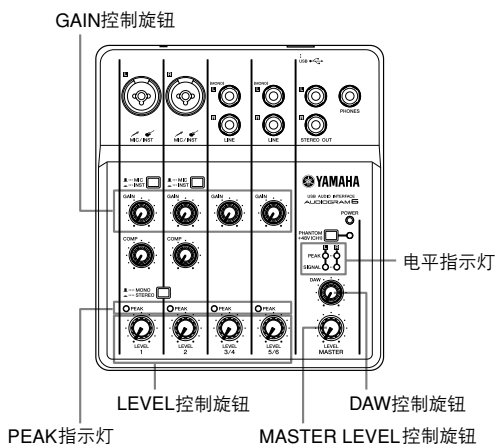 GAIN控制旋钮
USB
L
R
(MONO) L
(MONO) L
L
MIC/INST
MIC/INST
R
LINE
R
LINE
R
STEREO OUT
PHONES
MIC
INST
MIC
INST
YAMAHA
USB AUDIO INTERFACE
AUDIOGRAM 6
POWER
GAIN
GAIN
GAIN
GAIN
PHANTOM
+48V (CH1)
L R
PEAK
SIGNAL
电平指示灯
COMP
COMP
DAW
MONO
STEREO
PEAK
PEAK
PEAK
PEAK
LEVEL
1
LEVEL
2
LEVEL
3/4
LEVEL
5/6
LEVEL
MASTER
LEVEL控制旋钮
DAW控制旋钮
PEAK指示灯
MASTER LEVEL控制旋钮